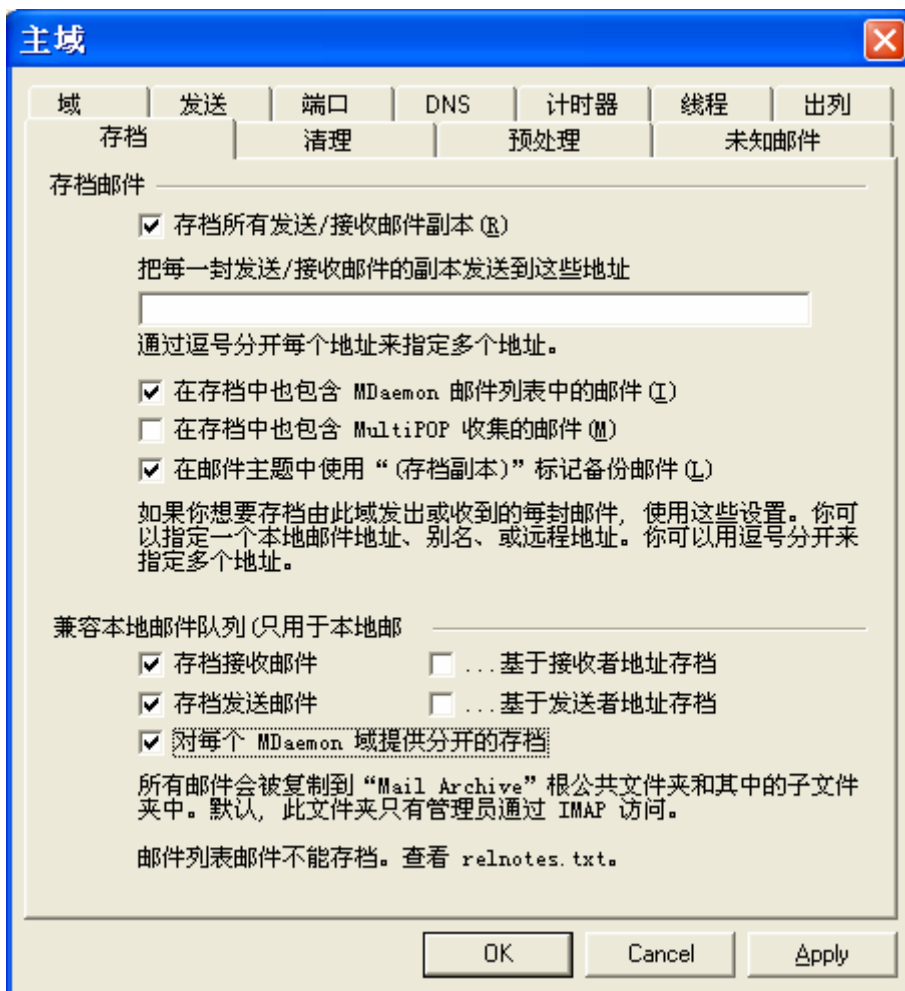 主域
域 发送 端口 DNS 计时器 线程 出列
存档 清理 预处理 未知邮件
存档邮件
存档所有发送/接收邮件副本(R)
把每一封发送/接收邮件的副本发送到这些地址
通过逗号分开每个地址来指定多个地址。
在存档中也包含 MDaemon 邮件列表中的邮件(I)
在存档中也包含 MultiPOP 收集的邮件(M)
在邮件主题中使用“(存档副本)”标记备份邮件(L)
如果你想要存档由此域发出或收到的每封邮件, 使用这些设置。你可
以指定一个本地邮件地址、别名、或远程地址。你可以用逗号分开来
指定多个地址。
兼容本地邮件队列(只用于本地邮
存档接收邮件 ...基于接收者地址存档
存档发送邮件 ...基于发送者地址存档
对每个 MDaemon 域提供分开的存档
所有邮件会被复制到“Mail Archive”根公共文件夹和其中的子文件
夹中。默认, 此文件夹只有管理员通过 IMAP 访问。
邮件列表邮件不能存档。查看 relnotes.txt。
OK Cancel Apply